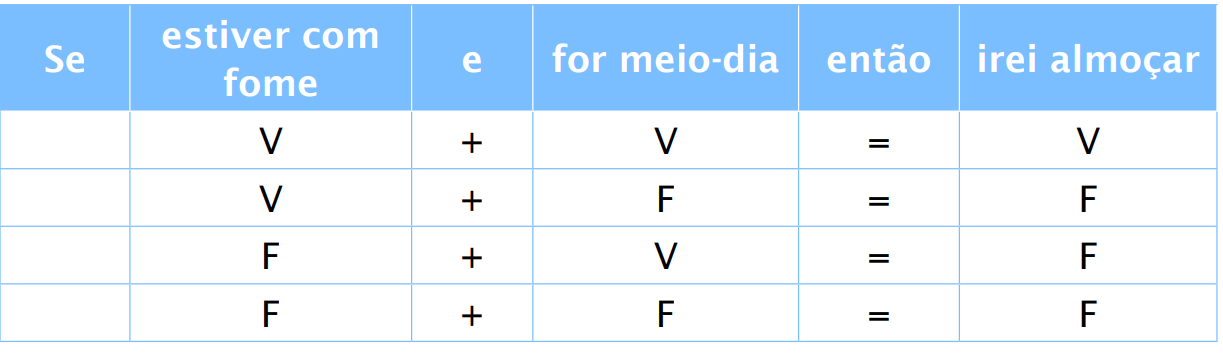 Se estiver com fome e for meio-dia então irei almoçar
V + V = V
V + F = F
F + V = F
F + F = F